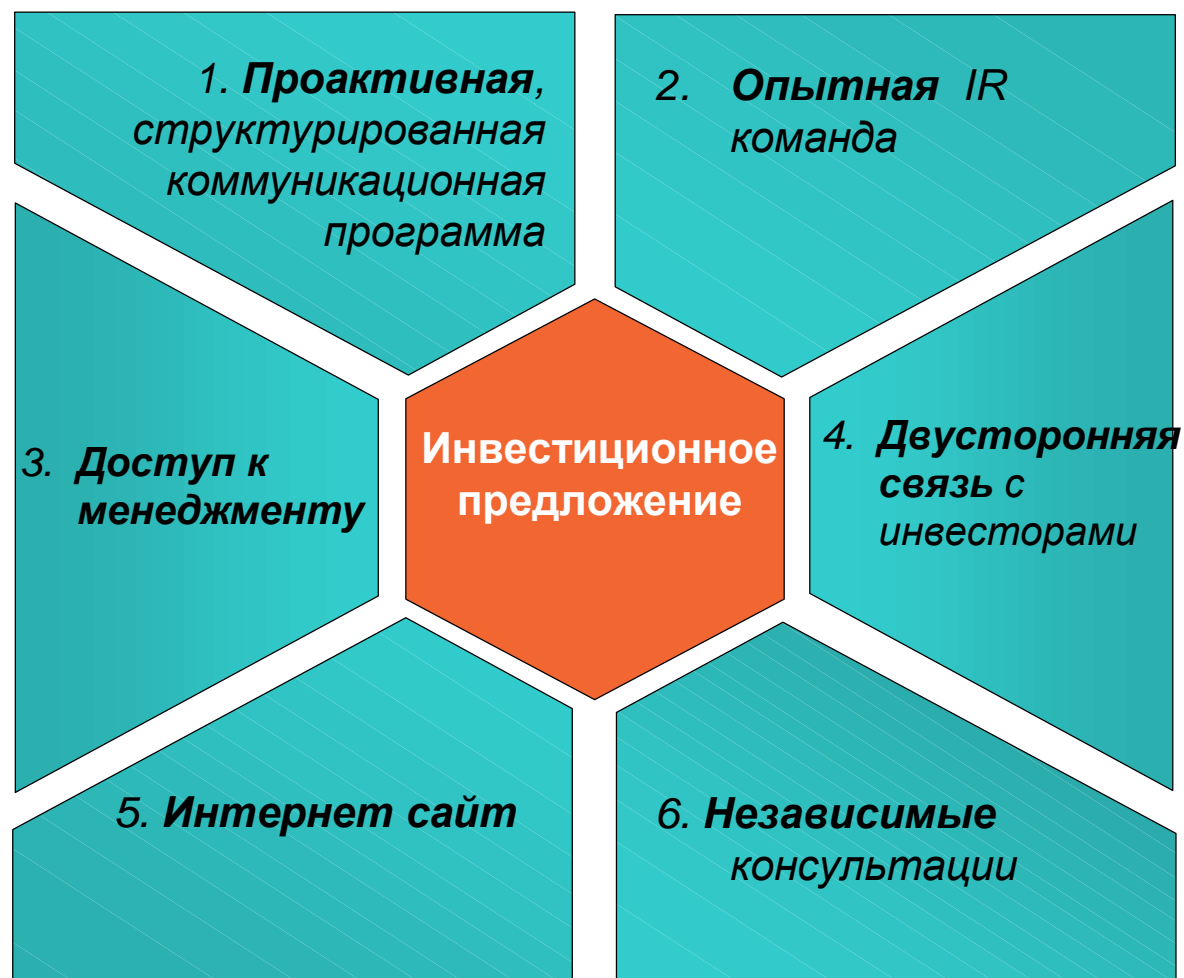 1. Проактивная,
структурированная
коммуникационная
программа
2. Опытная IR
команда
3. Доступ к
менеджменту
Инвестиционное
предложение
4. Двусторонняя
связь с
инвесторами
5. Интернет сайт
6. Независимые
консультации